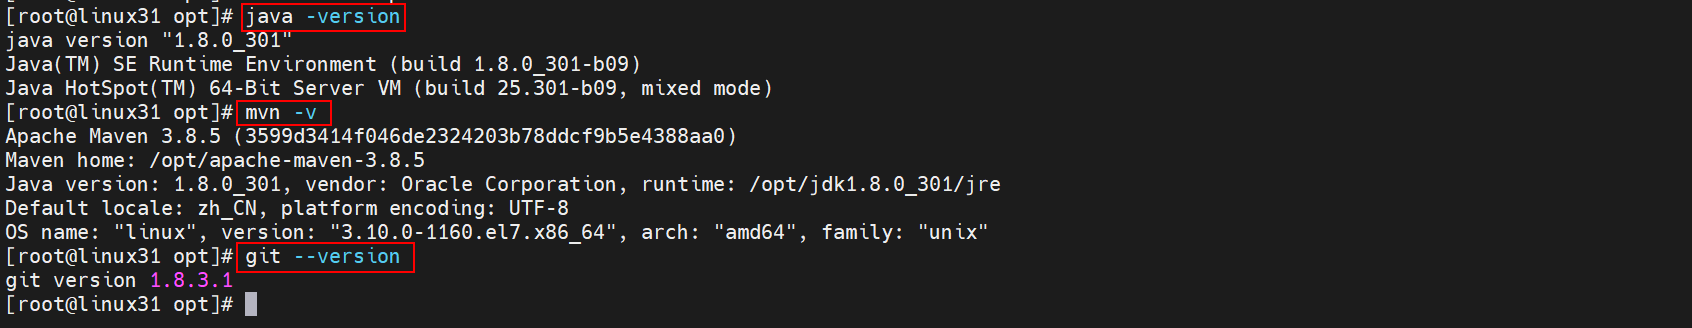 [root@linux31 opt]# java -version
java version "1.8.0_301"
Java(TM) SE Runtime Environment (build 1.8.0_301-b09)
Java HotSpot(TM) 64-Bit Server VM (build 25.301-b09, mixed mode)
[root@linux31 opt]# mvn -v
Apache Maven 3.8.5 (3599d3414f046de2324203b78ddcf9b5e4388aa0)
Maven home: /opt/apache-maven-3.8.5
Java version: 1.8.0_301, vendor: Oracle Corporation, runtime: /opt/jdk1.8.0_301/jre
Default locale: zh_CN, platform encoding: UTF-8
OS name: "linux", version: "3.10.0-1160.el7.x86_64", arch: "amd64", family: "unix"
[root@linux31 opt]# git --version
git version 1.8.3.1
[root@linux31 opt]#